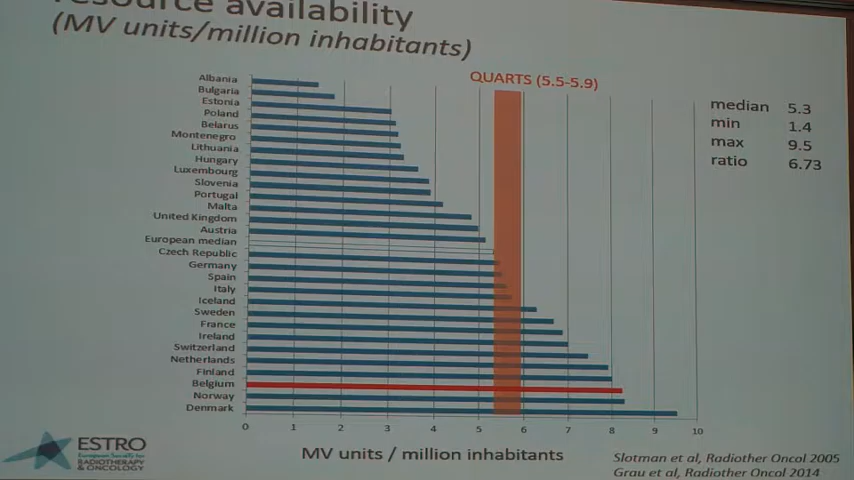 resource availability
(MV units/million inhabitants)
QUARTS (5.5-5.9)
median 5.3
min 1.4
max 9.5
ratio 6.73
Albania
Bulgaria
Estonia
Poland
Belarus
Montenegro
Lithuania
Hungary
Luxembourg
Slovenia
Portugal
Malta
United Kingdom
Austria
European median
Czech Republic
Germany
Spain
Italy
Iceland
Sweden
France
Ireland
Switzerland
Netherlands
Finland
Belgium
Norway
Denmark
0 1 2 3 4 5 6 7 8 9 10
MV units / million inhabitants
ESTRO
European Society for
RADIOTHERAPY
& ONCOLOGY
Slotman et al, Radiother Oncol 2005
Grau et al, Radiother Oncol 2014